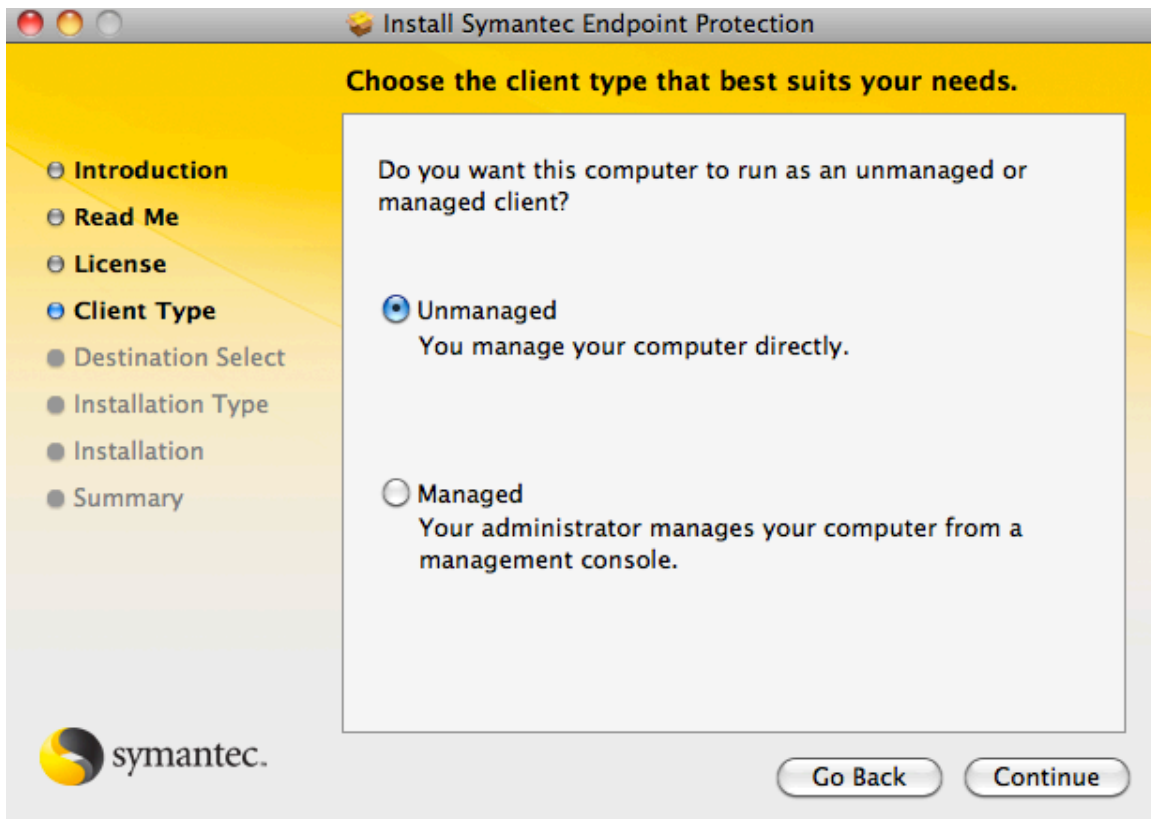 Install Symantec Endpoint Protection
Choose the client type that best suits your needs.
Introduction
Read Me
License
Client Type
Destination Select
Installation Type
Installation
Summary
Do you want this computer to run as an unmanaged or
managed client?
Unmanaged
You manage your computer directly.
Managed
Your administrator manages your computer from a
management console.
symantec.
Go Back
Continue